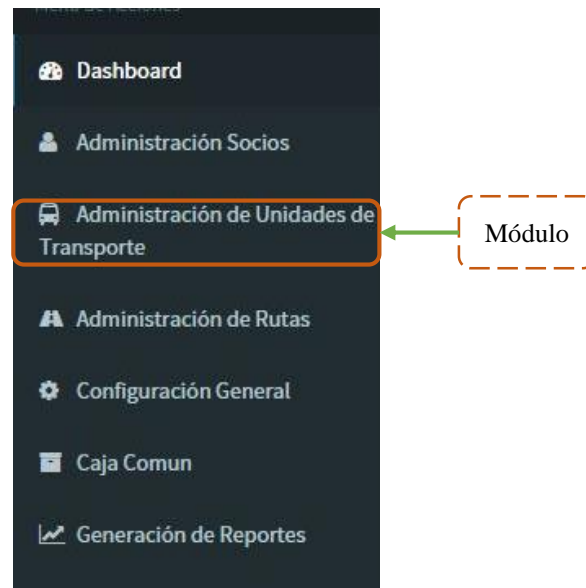 Dashboard
Administración Socios
Administración de Unidades de
Transporte
Módulo
Administración de Rutas
Configuración General
Caja Comun
Generación de Reportes